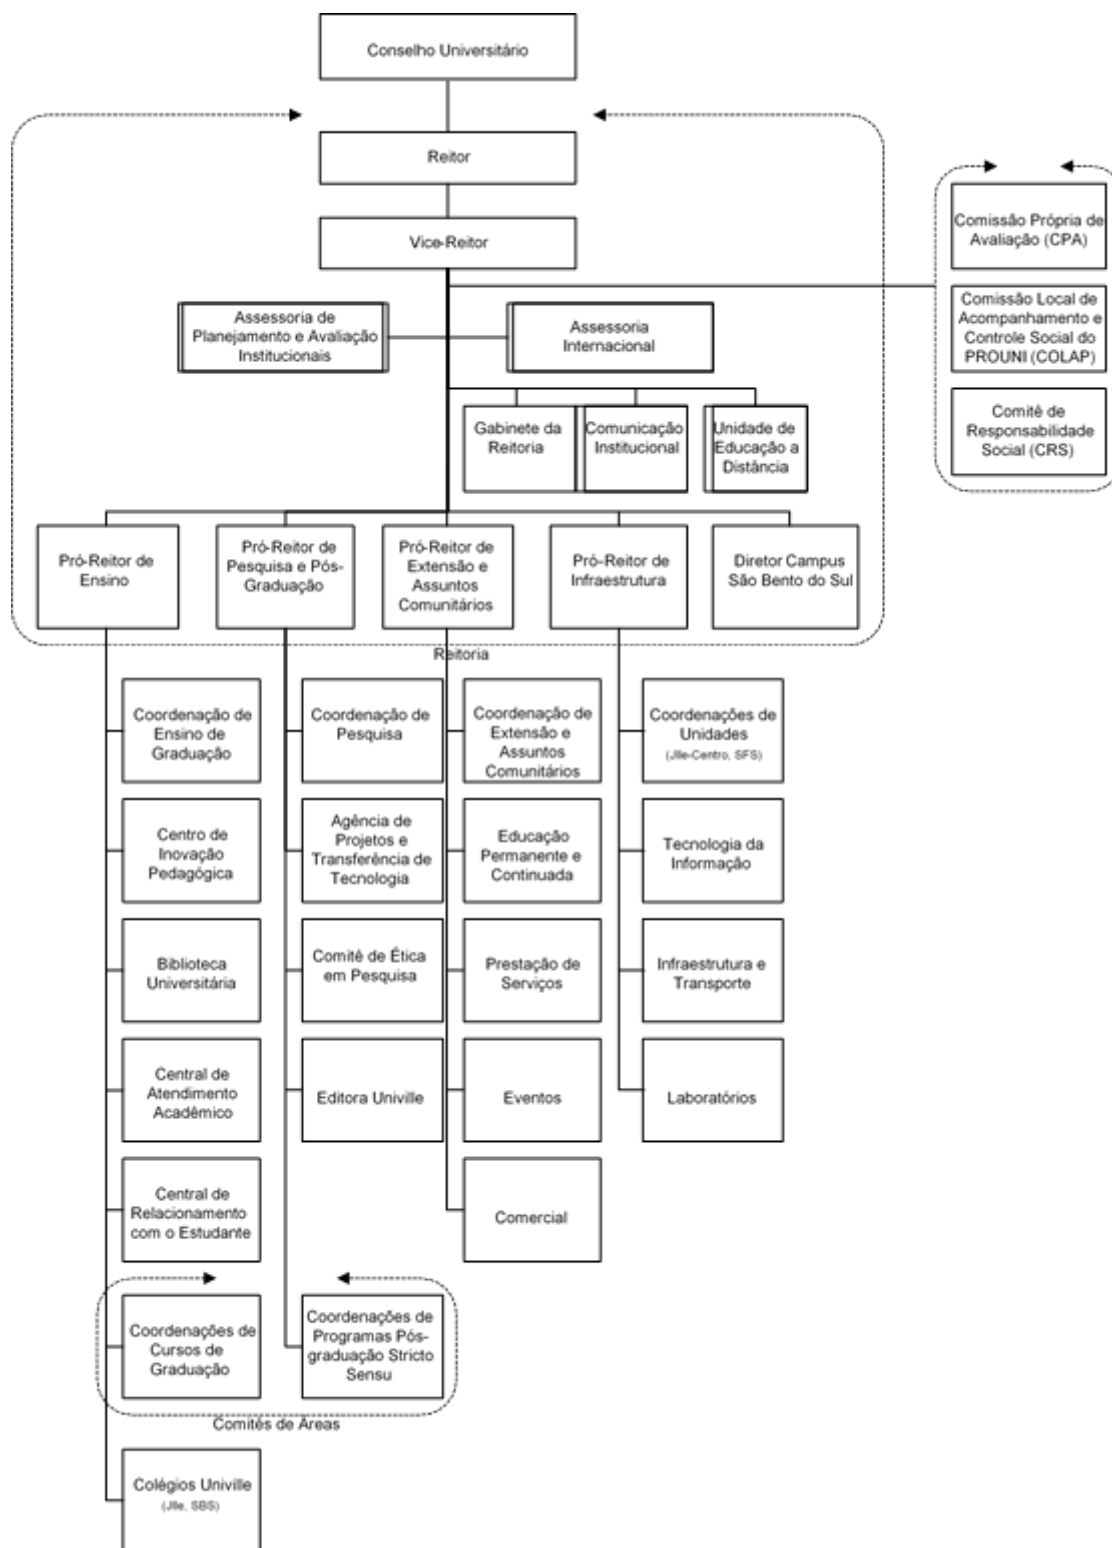 Conselho Universitário
Reitor
Vice-Reitor
Comissão Própria de
Avaliação (CPA)
Comissão Local de
Acompanhamento e
Controle Social do
PROUNI (COLAP)
Comitê de
Responsabilidade
Social (CRS)
Assessoria de
Planejamento e Avaliação
Institucionais
Assessoria
Internacional
Gabinete da
Reitoria
Comunicação
Institucional
Unidade de
Educação a
Distância
Pró-Reitor de
Ensino
Pró-Reitor de
Pesquisa e Pós-
Graduação
Pró-Reitor de
Extensão e
Assuntos
Comunitários
Pró-Reitor de
Infraestrutura
Diretor Campus
São Bento do Sul
Reitoria
Coordenação de
Ensino de
Graduação
Coordenação de
Pesquisa
Coordenação de
Extensão e
Assuntos
Comunitários
Coordenações de
Unidades
(Jlle-Centro, SFS)
Centro de
Inovação
Pedagógica
Agência de
Projetos e
Transferência de
Tecnologia
Educação
Permanente e
Continuada
Tecnologia da
Informação
Biblioteca
Universitária
Comitê de Ética
em Pesquisa
Prestação de
Serviços
Infraestrutura e
Transporte
Central de
Atendimento
Acadêmico
Editora Univille
Eventos
Laboratórios
Central de
Relacionamento
com o Estudante
Comercial
Coordenações de
Cursos de
Graduação
Coordenações de
Programas Pós-
graduação Stricto
Sensu
Comitês de Áreas
Colégios Univille
(Jlle, SBS)